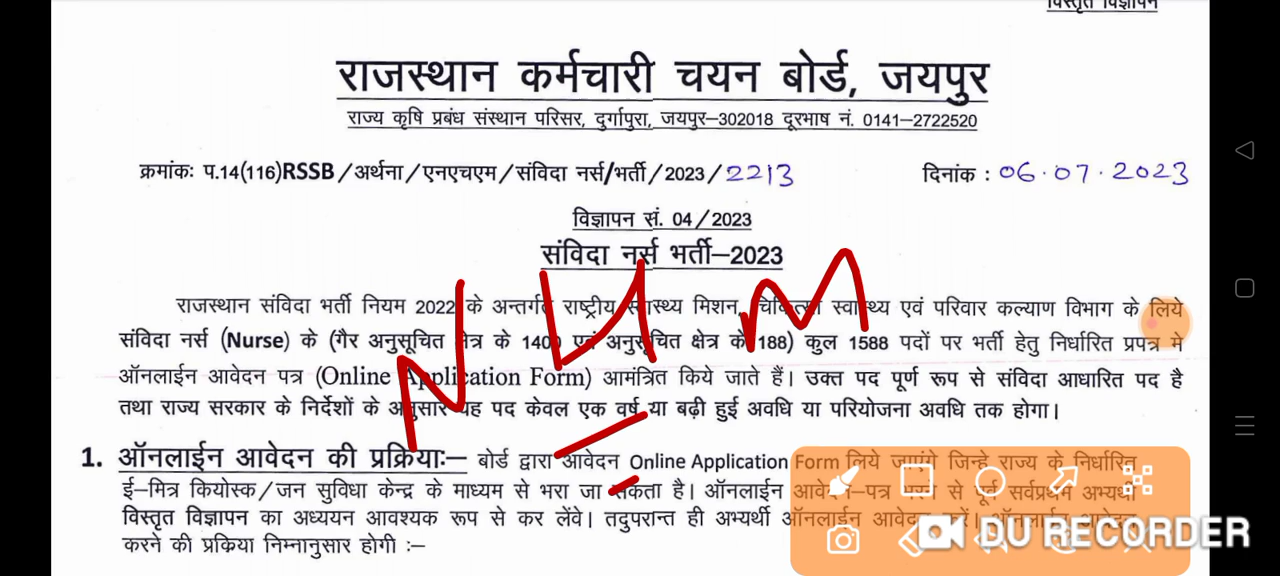 विस्तृत विज्ञापन
राजस्थान कर्मचारी चयन बोर्ड, जयपुर
राज्य कृषि प्रबंध संस्थान परिसर, दुर्गापुरा, जयपुर–302018 दूरभाष नं. 0141–2722520
क्रमांकः प.14(116)RSSB/अर्थना/एनएचएम/संविदा नर्स/भर्ती/2023/2213 दिनांक : 06.07.2023
विज्ञापन सं. 04/2023
संविदा नर्स भर्ती–2023
NHM
राजस्थान संविदा भर्ती नियम 2022 के अन्तर्गत राष्ट्रीय स्वास्थ्य मिशन, चिकित्सा स्वास्थ्य एवं परिवार कल्याण विभाग के लिये
संविदा नर्स (Nurse) के (गैर अनुसूचित क्षेत्र के 1400 एवं अनुसूचित क्षेत्र के 188) कुल 1588 पदों पर भर्ती हेतु निर्धारित प्रपत्र मे
ऑनलाईन आवेदन पत्र (Online Application Form) आमंत्रित किये जाते हैं। उक्त पद पूर्ण रूप से संविदा आधारित पद है
तथा राज्य सरकार के निर्देशों के अनुसार यह पद केवल एक वर्ष या बढ़ी हुई अवधि या परियोजना अवधि तक होगा।
1. ऑनलाईन आवेदन की प्रक्रियाः– बोर्ड द्वारा आवेदन Online Application Form लिये जाएंगे जिन्हे राज्य के निर्धारित
ई–मित्र कियोस्क/जन सुविधा केन्द्र के माध्यम से भरा जा सकता है। ऑनलाईन आवेदन–पत्र भरने से पूर्व सर्वप्रथम अभ्यर्थी
विस्तृत विज्ञापन का अध्ययन आवश्यक रूप से कर लेंवे। तदुपरान्त ही अभ्यर्थी ऑनलाईन आवेदन करें। ऑनलाईन आवेदन
करने की प्रक्रिया निम्नानुसार होगी :–
DU RECORDER